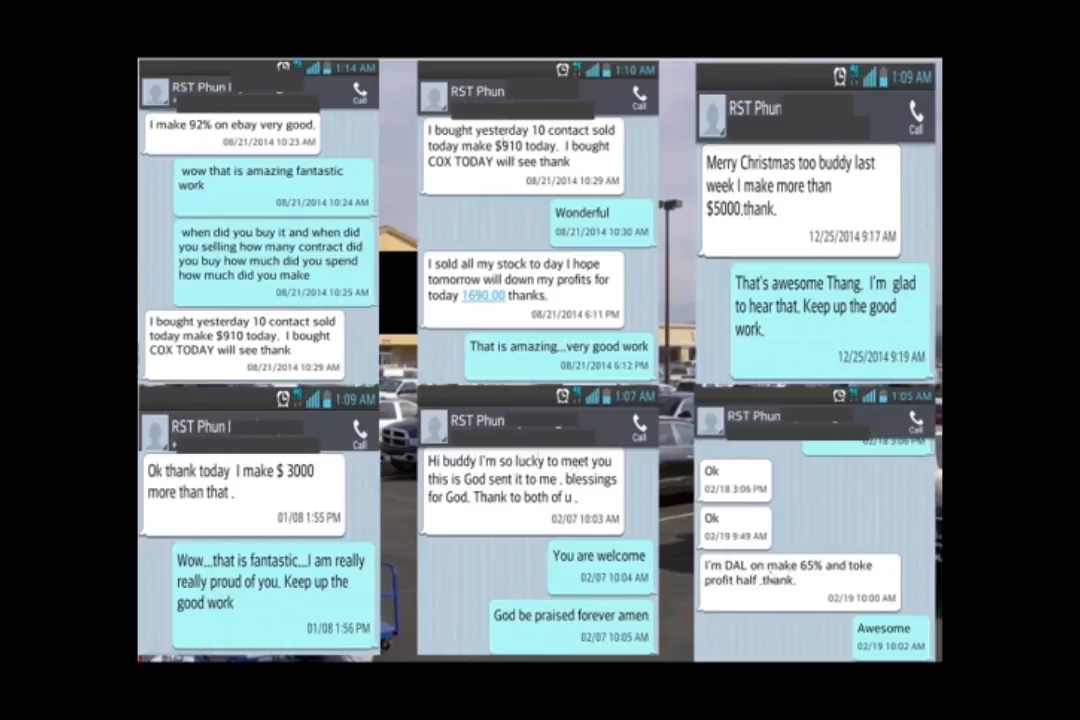 1:14 AM
RST Phun
Call
I make 92% on ebay very good.
08/21/2014 10:23 AM
wow that is amazing fantastic
work
08/21/2014 10:24 AM
when did you buy it and when did
you selling how many contract did
you buy how much did you spend
how much did you make
08/21/2014 10:25 AM
I bought yesterday 10 contact sold
today make $910 today. I bought
COX TODAY will see thank
08/21/2014 10:29 AM
1:10 AM
RST Phun
Call
I bought yesterday 10 contact sold
today make $910 today. I bought
COX TODAY will see thank
08/21/2014 10:29 AM
Wonderful
08/21/2014 10:30 AM
I sold all my stock to day I hope
tomorrow will down my profits for
today 1690.00 thanks.
08/21/2014 6:11 PM
That is amazing...very good work
08/21/2014 6:12 PM
1:09 AM
RST Phun
Call
Merry Christmas too buddy last
week I make more than
$5000.thank.
12/25/2014 9:17 AM
That's awesome Thang. I'm glad
to hear that. Keep up the good
work.
12/25/2014 9:19 AM
1:09 AM
RST Phun
Call
Ok thank today I make $ 3000
more than that .
01/08 1:55 PM
Wow...that is fantastic...I am really
really proud of you. Keep up the
good work
01/08 1:56 PM
1:07 AM
RST Phun
Call
Hi buddy I'm so lucky to meet you
this is God sent it to me . blessings
for God. Thank to both of u .
02/07 10:03 AM
You are welcome
02/07 10:04 AM
God be praised forever amen
02/07 10:05 AM
1:05 AM
RST Phun
Call
02/18 3:06 PM
Ok
02/18 3:06 PM
Ok
02/19 9:49 AM
I'm DAL on make 65% and toke
profit half .thank.
02/19 10:00 AM
Awesome
02/19 10:02 AM